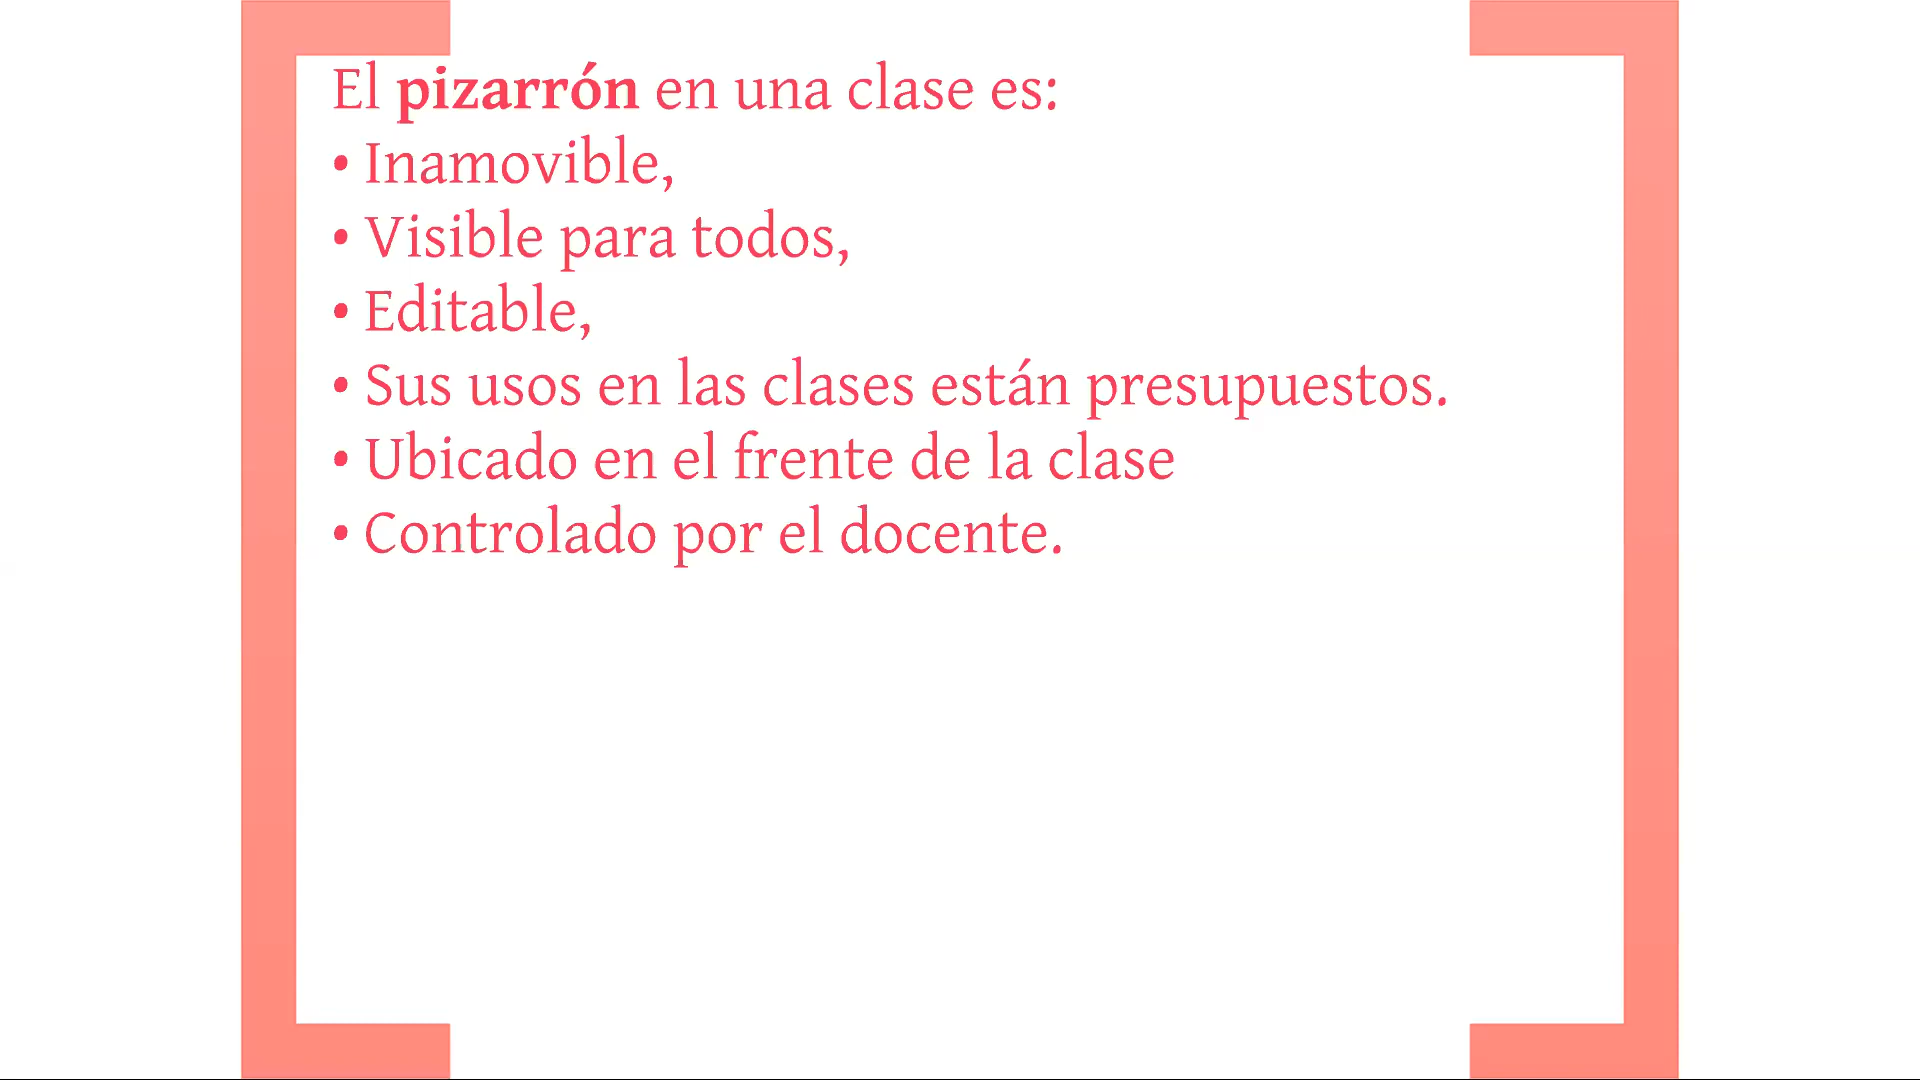 El pizarrón en una clase es:
• Inamovible,
• Visible para todos,
• Editable,
• Sus usos en las clases están presupuestos.
• Ubicado en el frente de la clase
• Controlado por el docente.